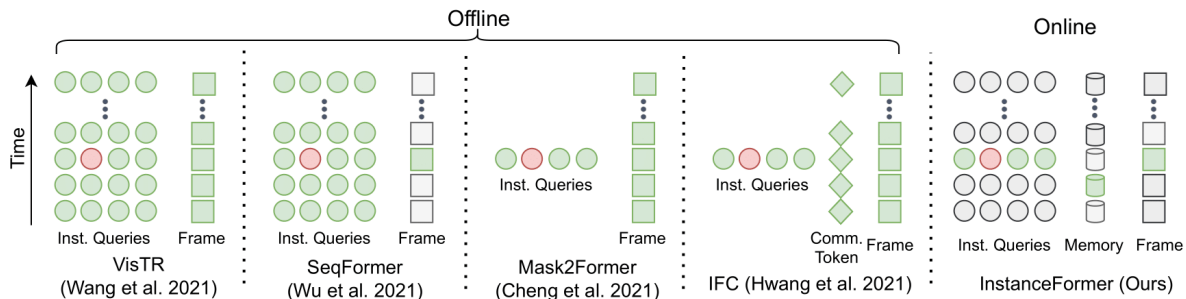 Offline
Online
Time
Inst. Queries
Frame
VisTR
(Wang et al. 2021)
Inst. Queries
Frame
SeqFormer
(Wu et al. 2021)
Inst. Queries
Frame
Mask2Former
(Cheng et al. 2021)
Inst. Queries
Comm.
Token
Frame
IFC (Hwang et al. 2021)
Inst. Queries
Memory
Frame
InstanceFormer (Ours)